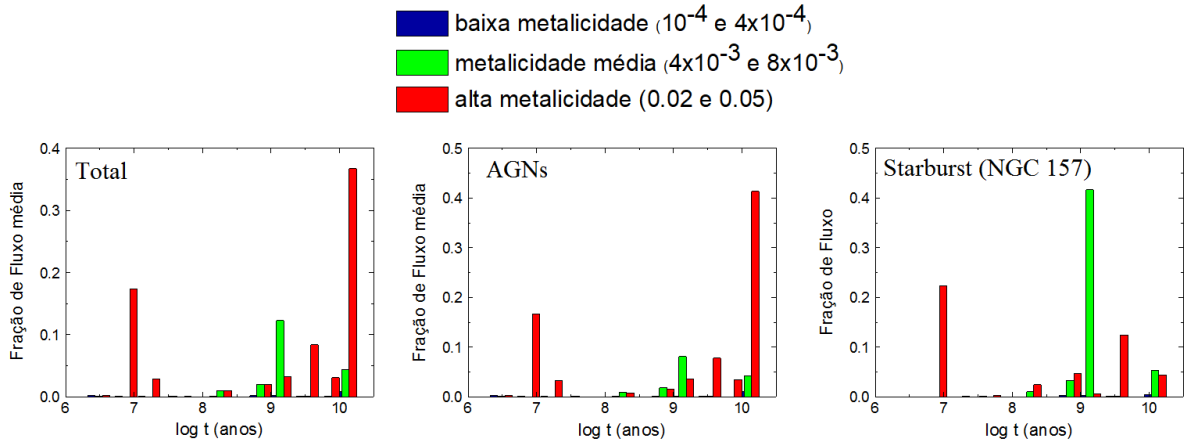 baixa metalicidade (10⁻⁴ e 4x10⁻⁴)
metalicidade média (4x10⁻³ e 8x10⁻³)
alta metalicidade (0.02 e 0.05)
Total
Fração de Fluxo média
0.4
0.3
0.2
0.1
0.0
6 7 8 9 10
log t (anos)
AGNs
Fração de Fluxo média
0.5
0.4
0.3
0.2
0.1
0.0
6 7 8 9 10
log t (anos)
Starburst (NGC 157)
Fração de Fluxo
0.5
0.4
0.3
0.2
0.1
0.0
6 7 8 9 10
log t (anos)